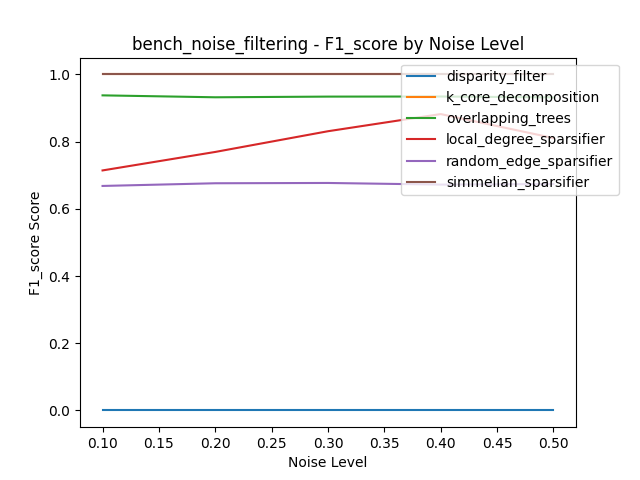 bench_noise_filtering - F1_score by Noise Level
disparity_filter
k_core_decomposition
overlapping_trees
local_degree_sparsifier
random_edge_sparsifier
simmelian_sparsifier
F1_score Score
1.0
0.8
0.6
0.4
0.2
0.0
0.10 0.15 0.20 0.25 0.30 0.35 0.40 0.45 0.50
Noise Level